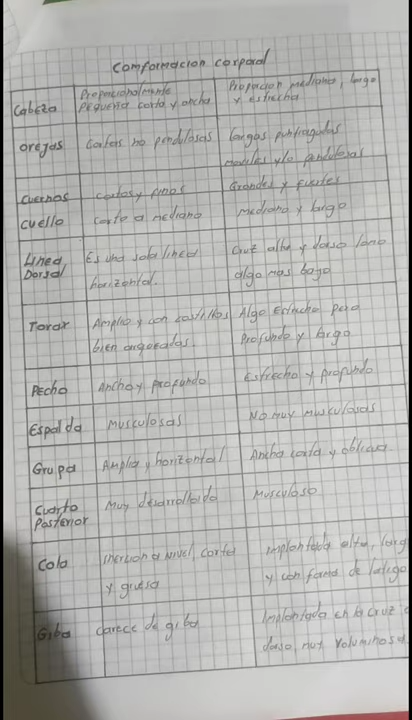 Comformacion corporal
Cabeza Proporcionalmente Pequeña corta y ancha Proporcion mediana, larga y estrecha
orejas Cortas no pendulosas largas puntiagudas moviles y/o pendulosas
Cuernos cortos y finos Grandes y fuertes
Cuello corto a mediano mediano y largo
Linea Dorsal Es una sola linea horizontal. Cruz alta y dorso lomo algo mas bajo
Torax Amplio y con costillas bien arqueadas. Algo Estrecho pero Profundo y largo
Pecho Ancho y profundo Estrecho y profundo
Espalda musculosas No muy musculosas
Grupa Amplia y horizontal Ancha corta y oblicua
Cuarto Posterior Muy desarrollado Musculoso
Cola insercion a nivel, corta y gruesa implantada alta, larg y con forma de latigo
Giba carece de giba Implantada en la cruz dorso muy voluminosa